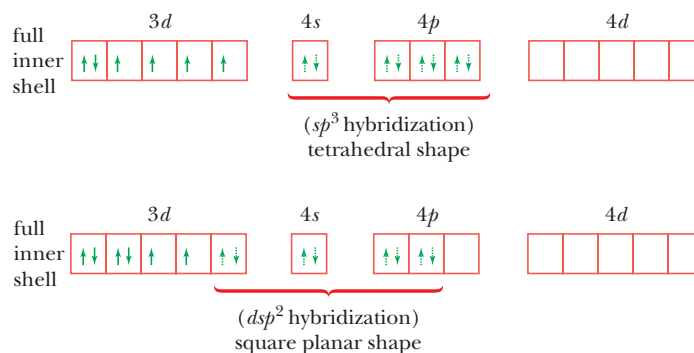 3d 4s 4p 4d
full
inner
shell
(sp³ hybridization)
tetrahedral shape
3d 4s 4p 4d
full
inner
shell
(dsp² hybridization)
square planar shape